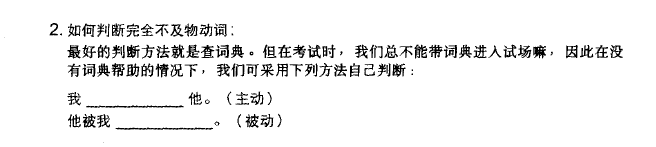 2. 如何判断完全不及物动词：
最好的判断方法就是查词典。但在考试时，我们总不能带词典进入试场嘛，因此在没
有词典帮助的情况下，我们可采用下列方法自己判断：
我 ________ 他。（主动）
他被我 ________。（被动）